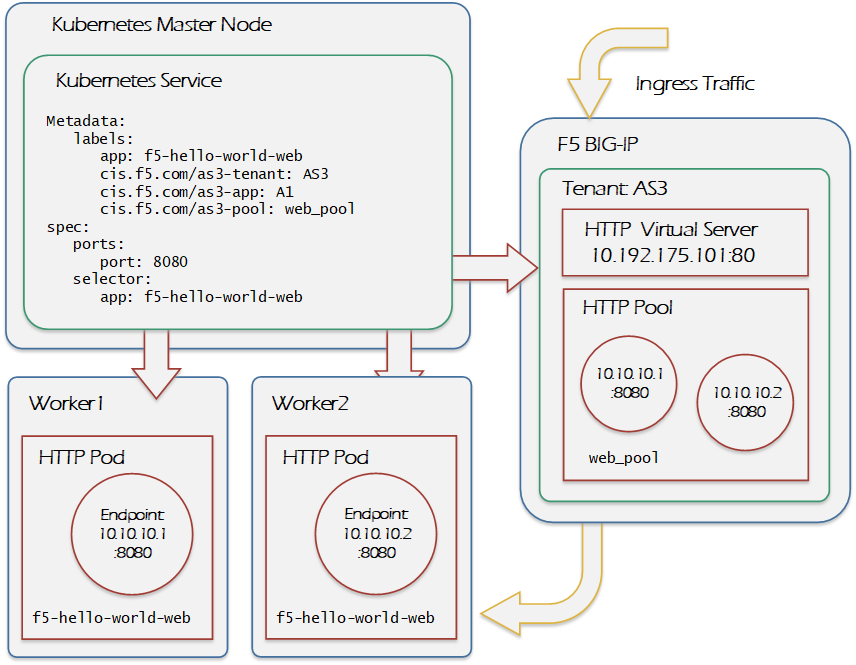 Kubernetes Master Node
Kubernetes Service
Metadata:
labels:
app: f5-hello-world-web
cis.f5.com/as3-tenant: AS3
cis.f5.com/as3-app: A1
cis.f5.com/as3-pool: web_pool
spec:
ports:
port: 8080
selector:
app: f5-hello-world-web
Ingress Traffic
F5 BIG-IP
Tenant: AS3
HTTP Virtual Server
10.192.175.101:80
HTTP Pool
10.10.10.1
:8080
10.10.10.2
:8080
web_pool
Worker1
HTTP Pod
Endpoint:
10.10.10.1
:8080
f5-hello-world-web
Worker2
HTTP Pod
Endpoint:
10.10.10.2
:8080
f5-hello-world-web